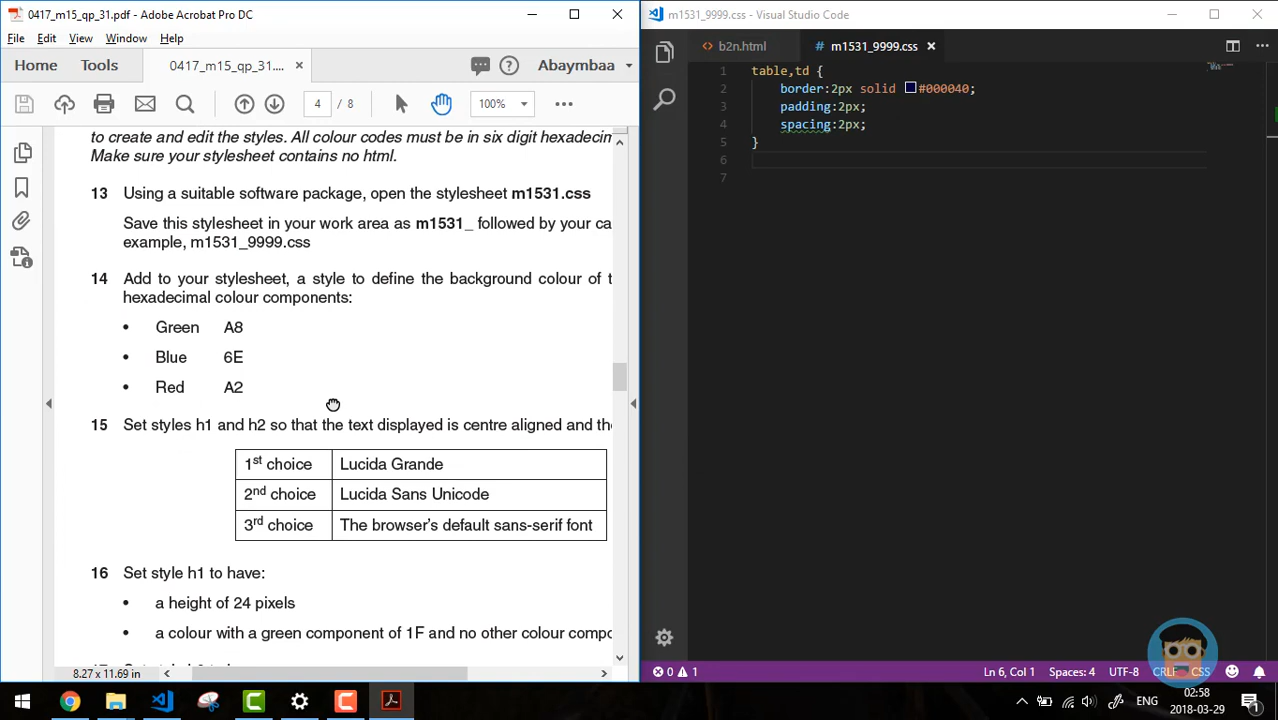 0417_m15_qp_31.pdf - Adobe Acrobat Pro DC
File Edit View Window Help
Home Tools 0417_m15_qp_31.... × Abaymbaa
4 / 8 100%
to create and edit the styles. All colour codes must be in six digit hexadecim
Make sure your stylesheet contains no html.
13 Using a suitable software package, open the stylesheet m1531.css
Save this stylesheet in your work area as m1531_ followed by your ca
example, m1531_9999.css
14 Add to your stylesheet, a style to define the background colour of t
hexadecimal colour components:
• Green A8
• Blue 6E
• Red A2
15 Set styles h1 and h2 so that the text displayed is centre aligned and the
1st choice Lucida Grande
2nd choice Lucida Sans Unicode
3rd choice The browser's default sans-serif font
16 Set style h1 to have:
• a height of 24 pixels
• a colour with a green component of 1F and no other colour compo
8.27 x 11.69 in
m1531_9999.css - Visual Studio Code
b2n.html # m1531_9999.css ×
1 table,td {
2 border:2px solid #000040;
3 padding:2px;
4 spacing:2px;
5 }
6
7
0 1 Ln 6, Col 1 Spaces: 4 UTF-8 CRLF CSS
ENG 02:58
2018-03-29 1